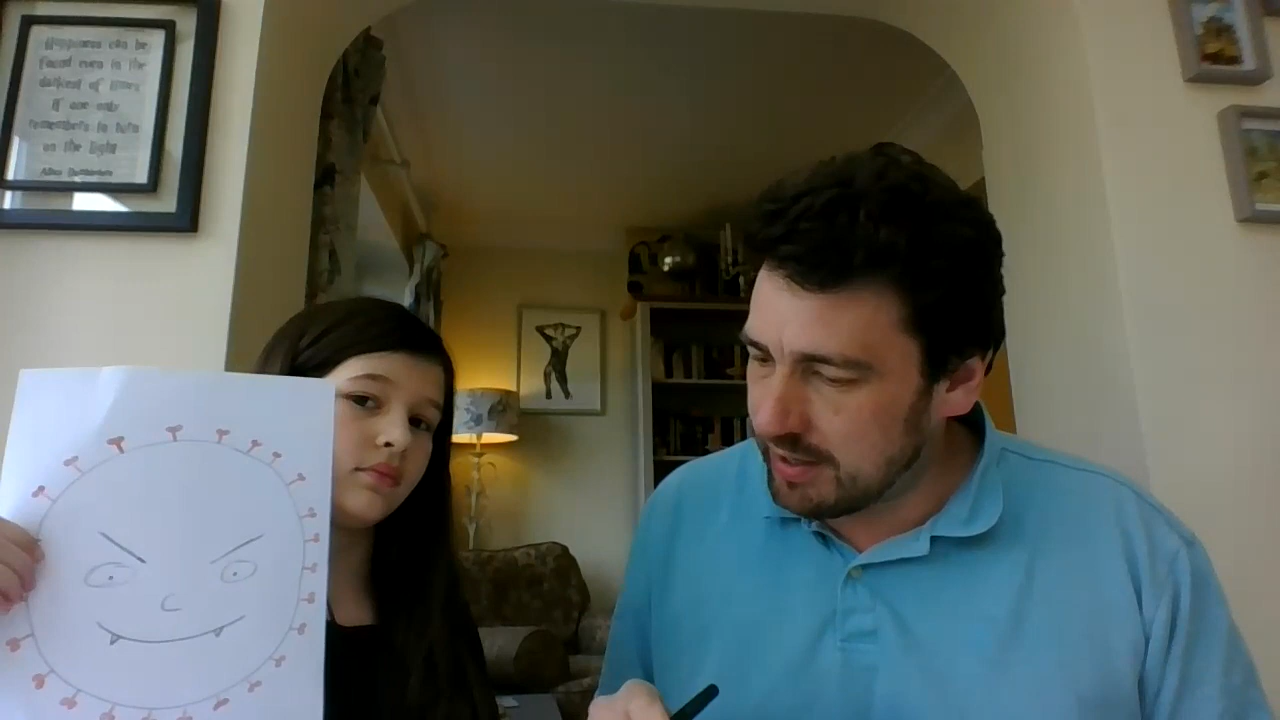 Happiness can be
found even in the
darkest of times
if one only
remembers to turn
on the light
Albus Dumbledore